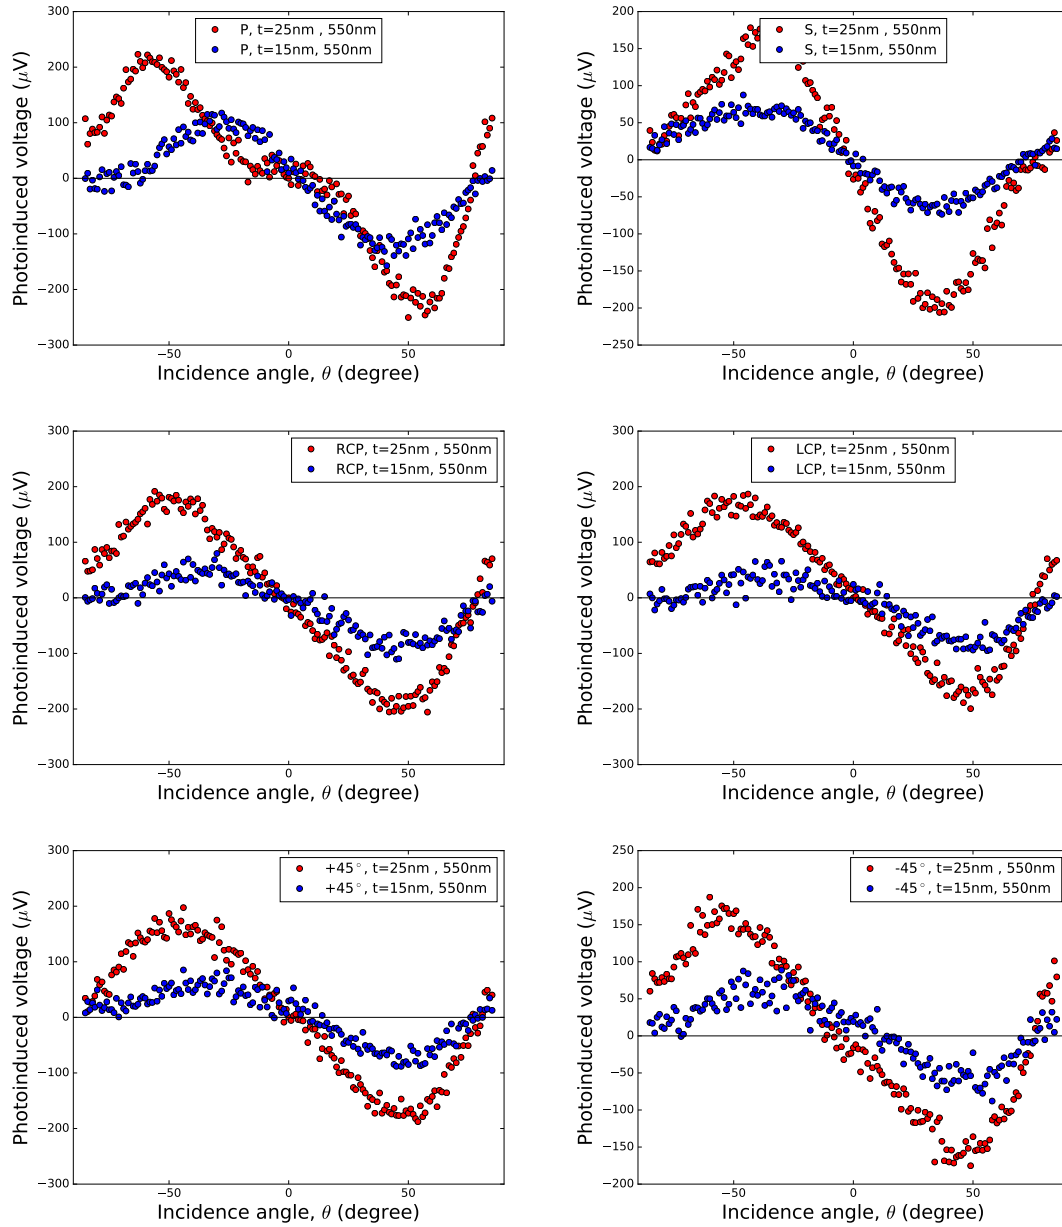 300
200
100
0
−100
−200
−300
−50
0
50
Photoinduced voltage (μV)
Incidence angle, θ (degree)
P, t=25nm , 550nm
P, t=15nm, 550nm
200
150
100
50
0
−50
−100
−150
−200
−250
−50
0
50
Photoinduced voltage (μV)
Incidence angle, θ (degree)
S, t=25nm , 550nm
S, t=15nm, 550nm
300
200
100
0
−100
−200
−300
−50
0
50
Photoinduced voltage (μV)
Incidence angle, θ (degree)
RCP, t=25nm , 550nm
RCP, t=15nm, 550nm
300
200
100
0
−100
−200
−300
−50
0
50
Photoinduced voltage (μV)
Incidence angle, θ (degree)
LCP, t=25nm , 550nm
LCP, t=15nm, 550nm
300
200
100
0
−100
−200
−300
−50
0
50
Photoinduced voltage (μV)
Incidence angle, θ (degree)
+45°, t=25nm , 550nm
+45°, t=15nm, 550nm
250
200
150
100
50
0
−50
−100
−150
−200
−50
0
50
Photoinduced voltage (μV)
Incidence angle, θ (degree)
-45°, t=25nm , 550nm
-45°, t=15nm, 550nm